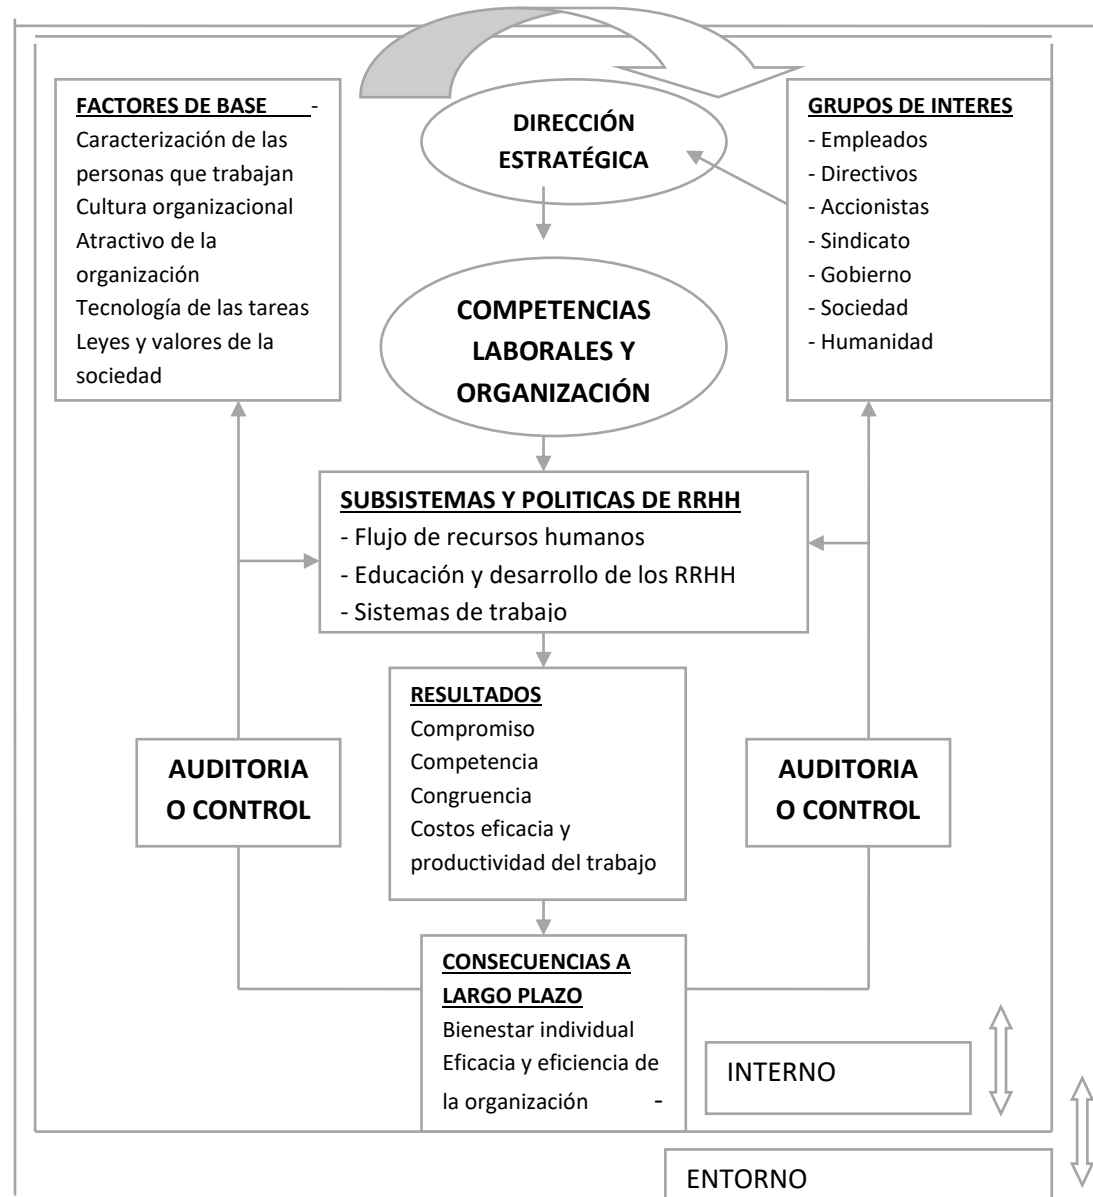 FACTORES DE BASE -
Caracterización de las
personas que trabajan
Cultura organizacional
Atractivo de la
organización
Tecnología de las tareas
Leyes y valores de la
sociedad
DIRECCIÓN
ESTRATÉGICA
GRUPOS DE INTERES
- Empleados
- Directivos
- Accionistas
- Sindicato
- Gobierno
- Sociedad
- Humanidad
COMPETENCIAS
LABORALES Y
ORGANIZACIÓN
SUBSISTEMAS Y POLITICAS DE RRHH
- Flujo de recursos humanos
- Educación y desarrollo de los RRHH
- Sistemas de trabajo
RESULTADOS
Compromiso
Competencia
Congruencia
Costos eficacia y
productividad del trabajo
AUDITORIA
O CONTROL
AUDITORIA
O CONTROL
CONSECUENCIAS A
LARGO PLAZO
Bienestar individual
Eficacia y eficiencia de
la organización -
INTERNO
ENTORNO